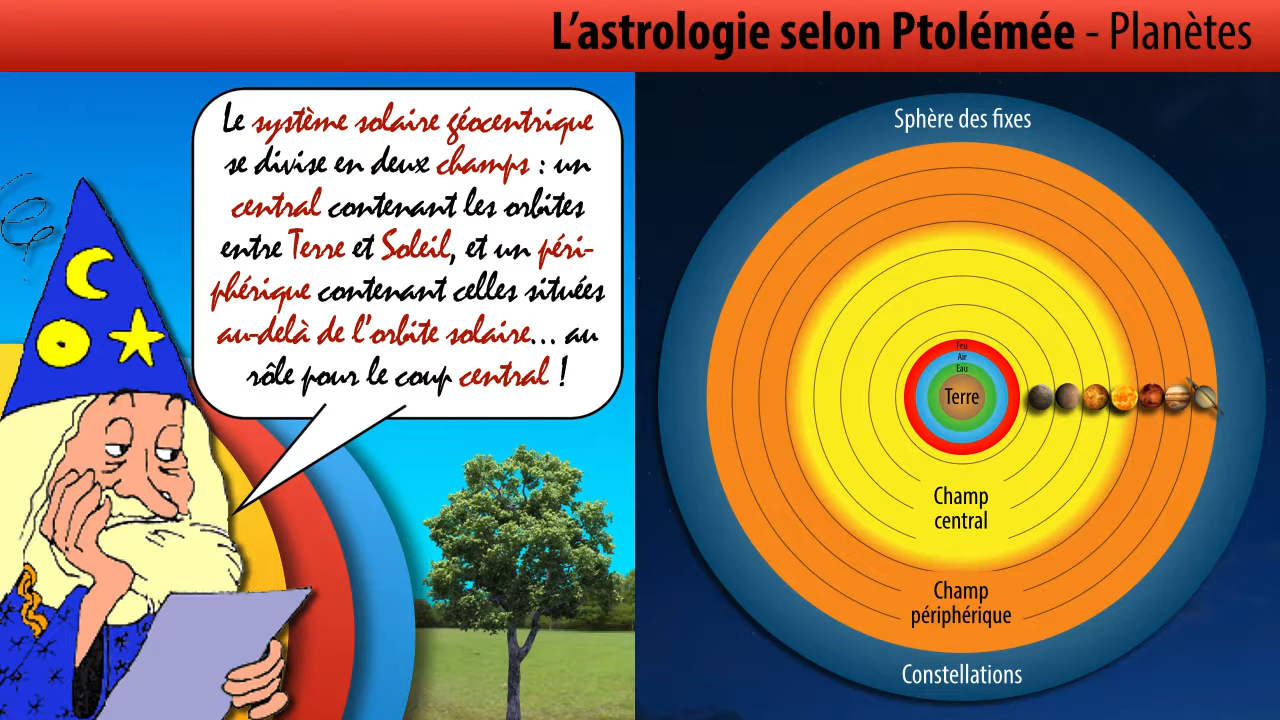 L'astrologie selon Ptolémée - Planètes
Le système solaire géocentrique
se divise en deux champs : un
central contenant les orbites
entre Terre et Soleil, et un péri-
phérique contenant celles situées
au-delà de l'orbite solaire... au
rôle pour le coup central !
Sphère des fixes
Feu
Air
Eau
Terre
Champ
central
Champ
périphérique
Constellations